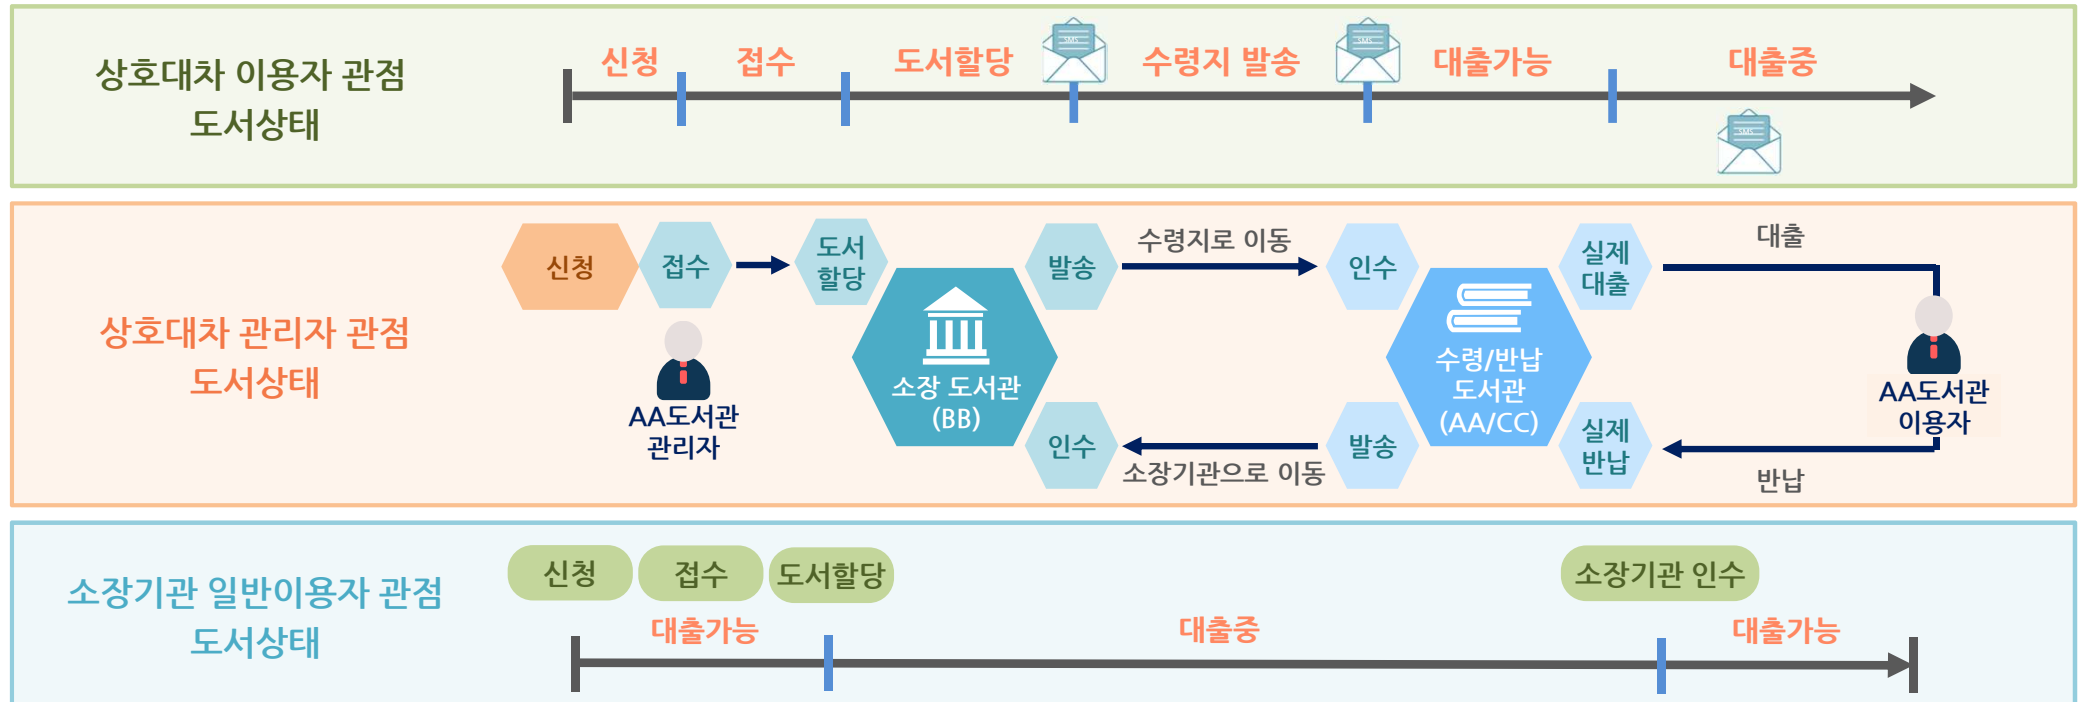 상호대차 이용자 관점
도서상태
신청
접수
도서할당
SMS
수령지 발송
SMS
대출가능
대출중
SMS
상호대차 관리자 관점
도서상태
신청
접수
도서
할당
발송
수령지로 이동
인수
실제
대출
대출
소장 도서관
(BB)
수령/반납
도서관
(AA/CC)
AA도서관
관리자
AA도서관
이용자
인수
소장기관으로 이동
발송
실제
반납
반납
소장기관 일반이용자 관점
도서상태
신청
접수
도서할당
소장기관 인수
대출가능
대출중
대출가능